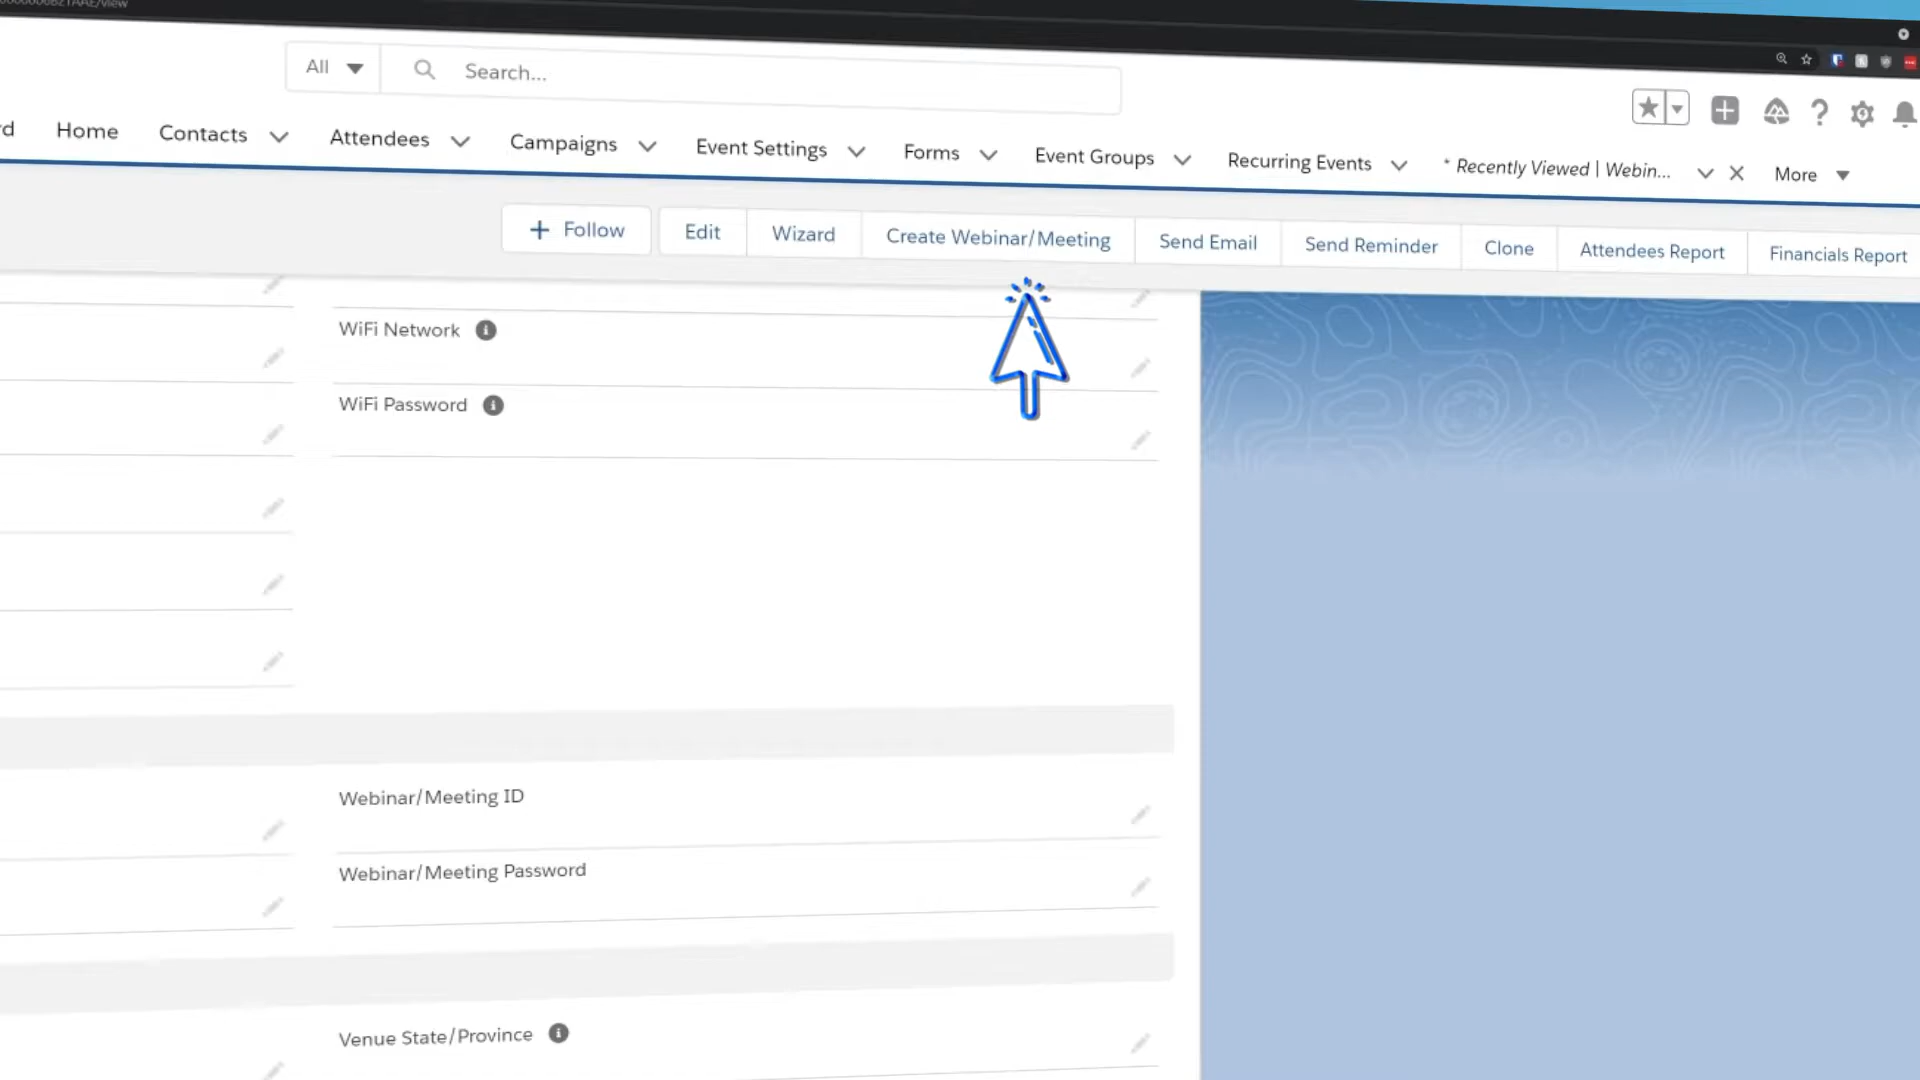 /view
All
Search...
Home
Contacts
Attendees
Campaigns
Event Settings
Forms
Event Groups
Recurring Events
* Recently Viewed | Webin...
More
+ Follow
Edit
Wizard
Create Webinar/Meeting
Send Email
Send Reminder
Clone
Attendees Report
Financials Report
WiFi Network
WiFi Password
Webinar/Meeting ID
Webinar/Meeting Password
Venue State/Province